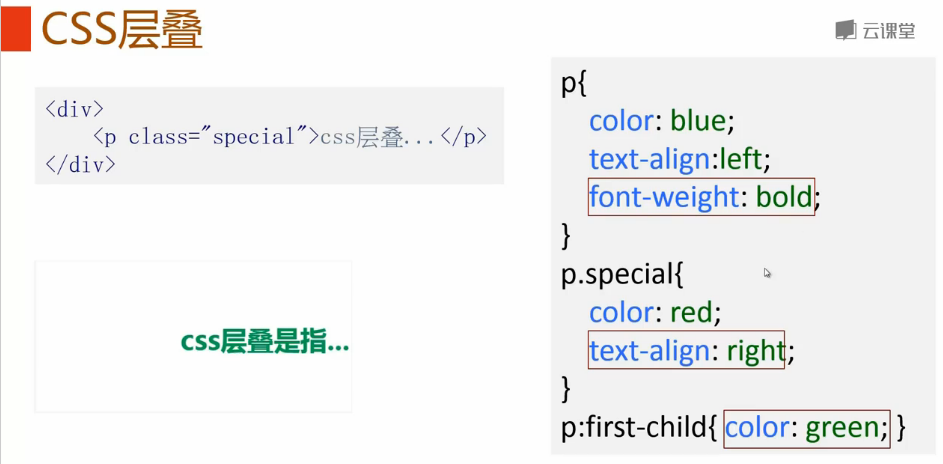 CSS层叠
云课堂
<div>
<p class="special">css层叠...</p>
</div>
css层叠是指...
p{
color: blue;
text-align:left;
font-weight: bold;
}
p.special{
color: red;
text-align: right;
}
p:first-child{ color: green; }